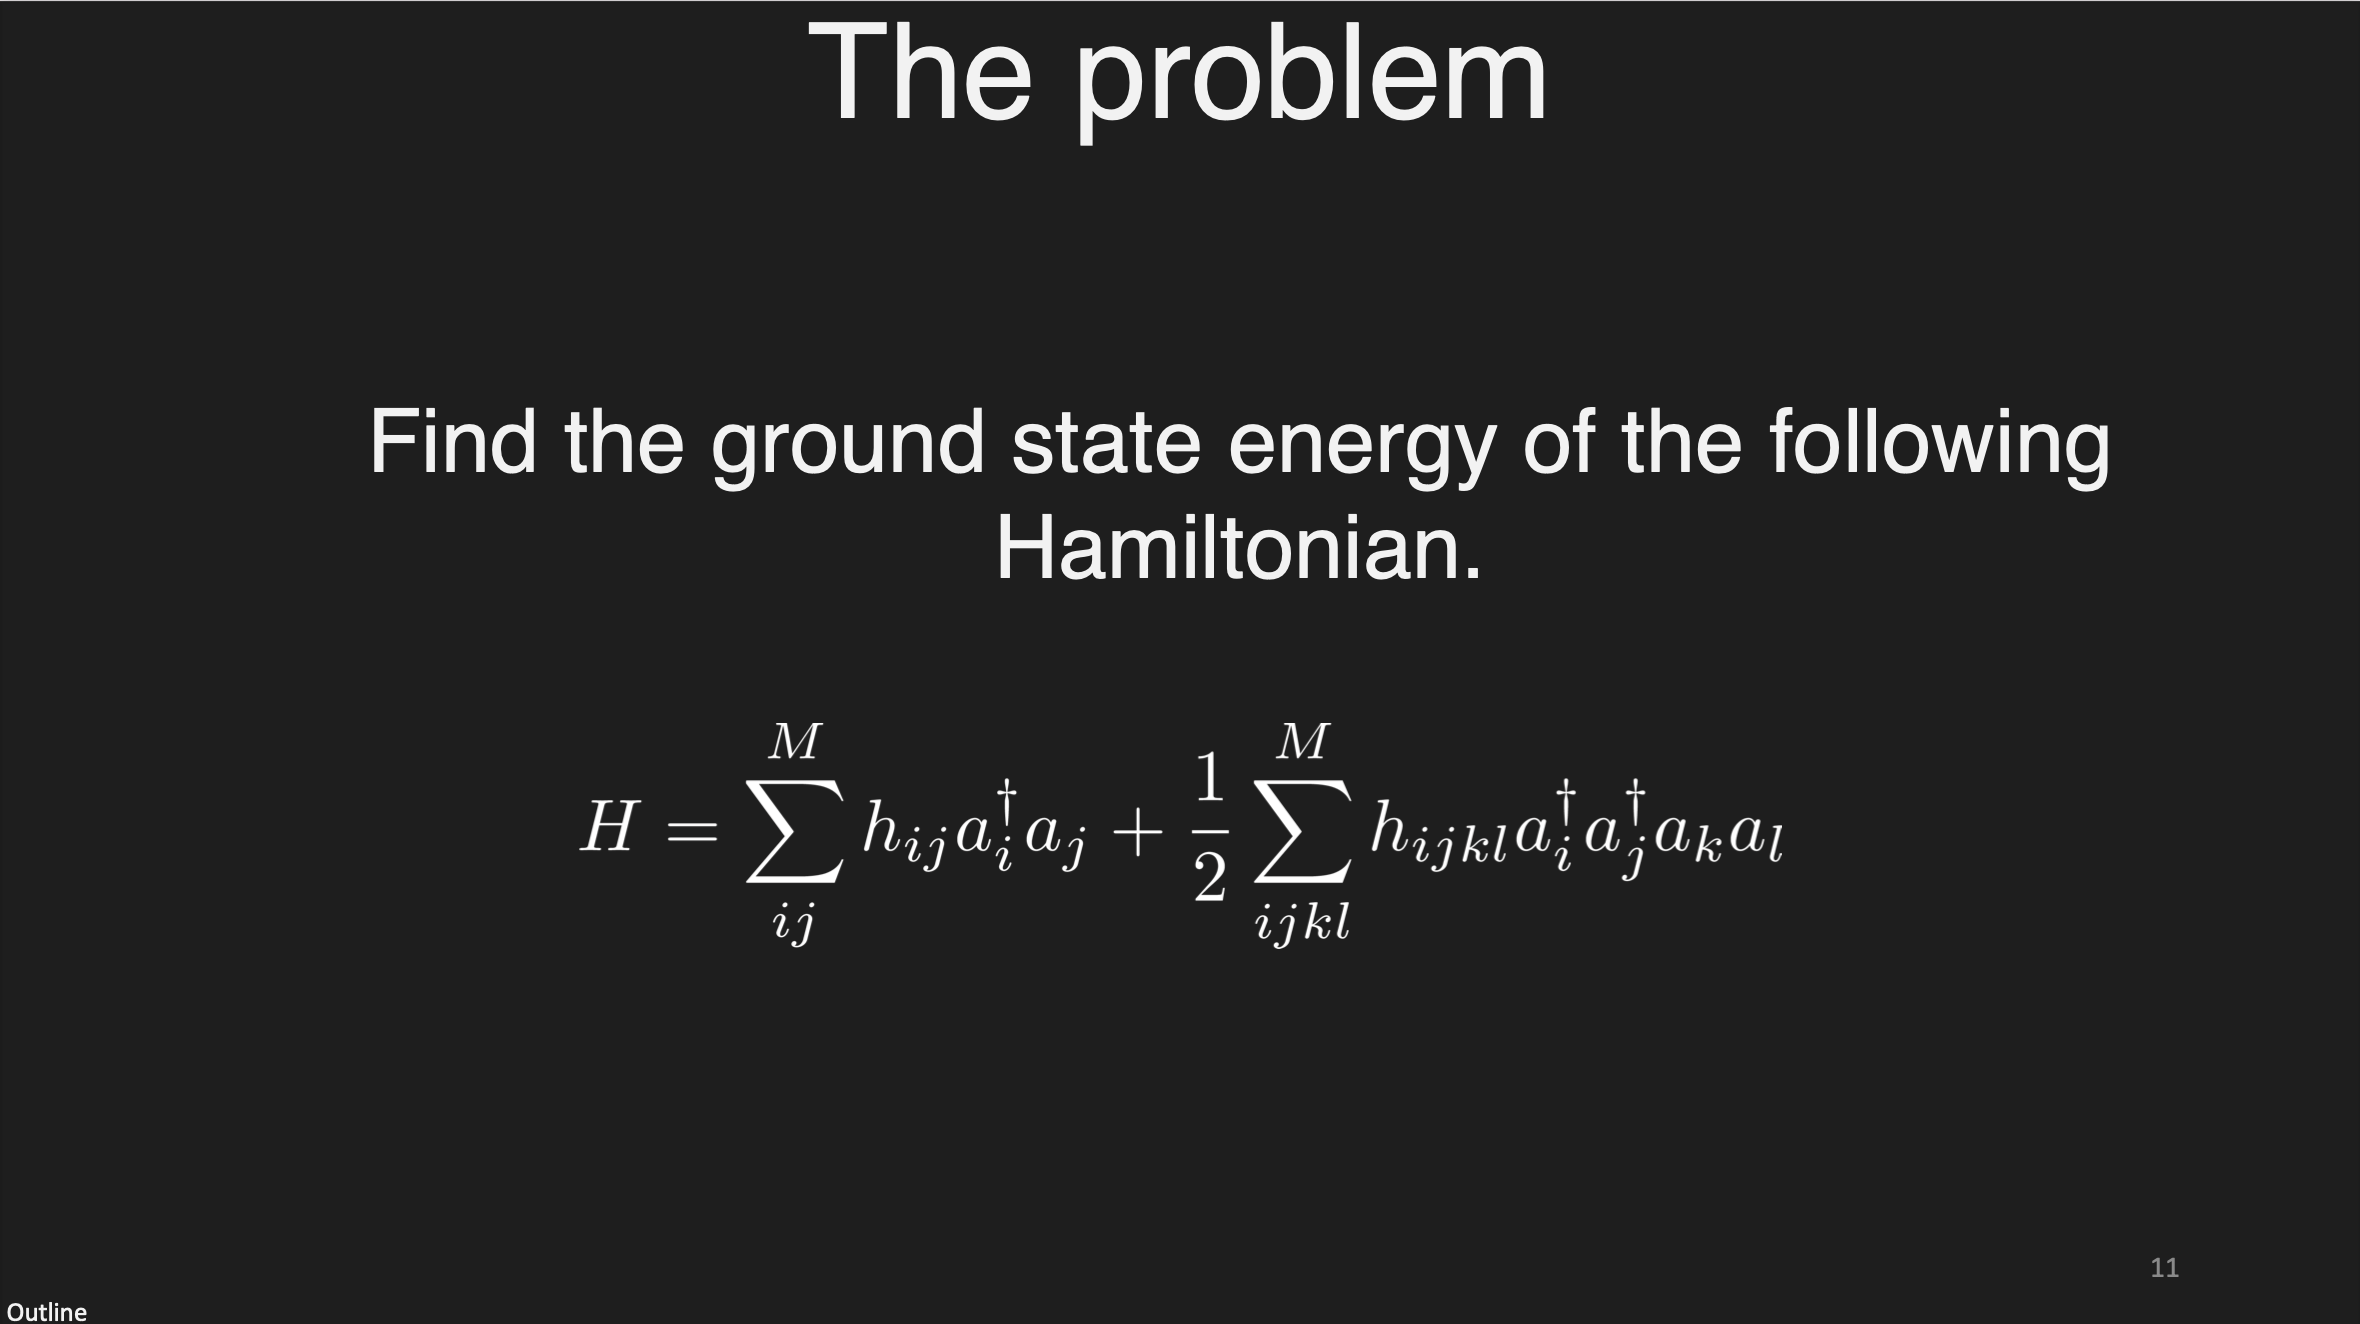 The problem
Find the ground state energy of the following
Hamiltonian.
$H = \sum_{ij}^{M} h_{ij} a_i^\dagger a_j + \frac{1}{2} \sum_{ijkl}^{M} h_{ijkl} a_i^\dagger a_j^\dagger a_k a_l$
11
Outline